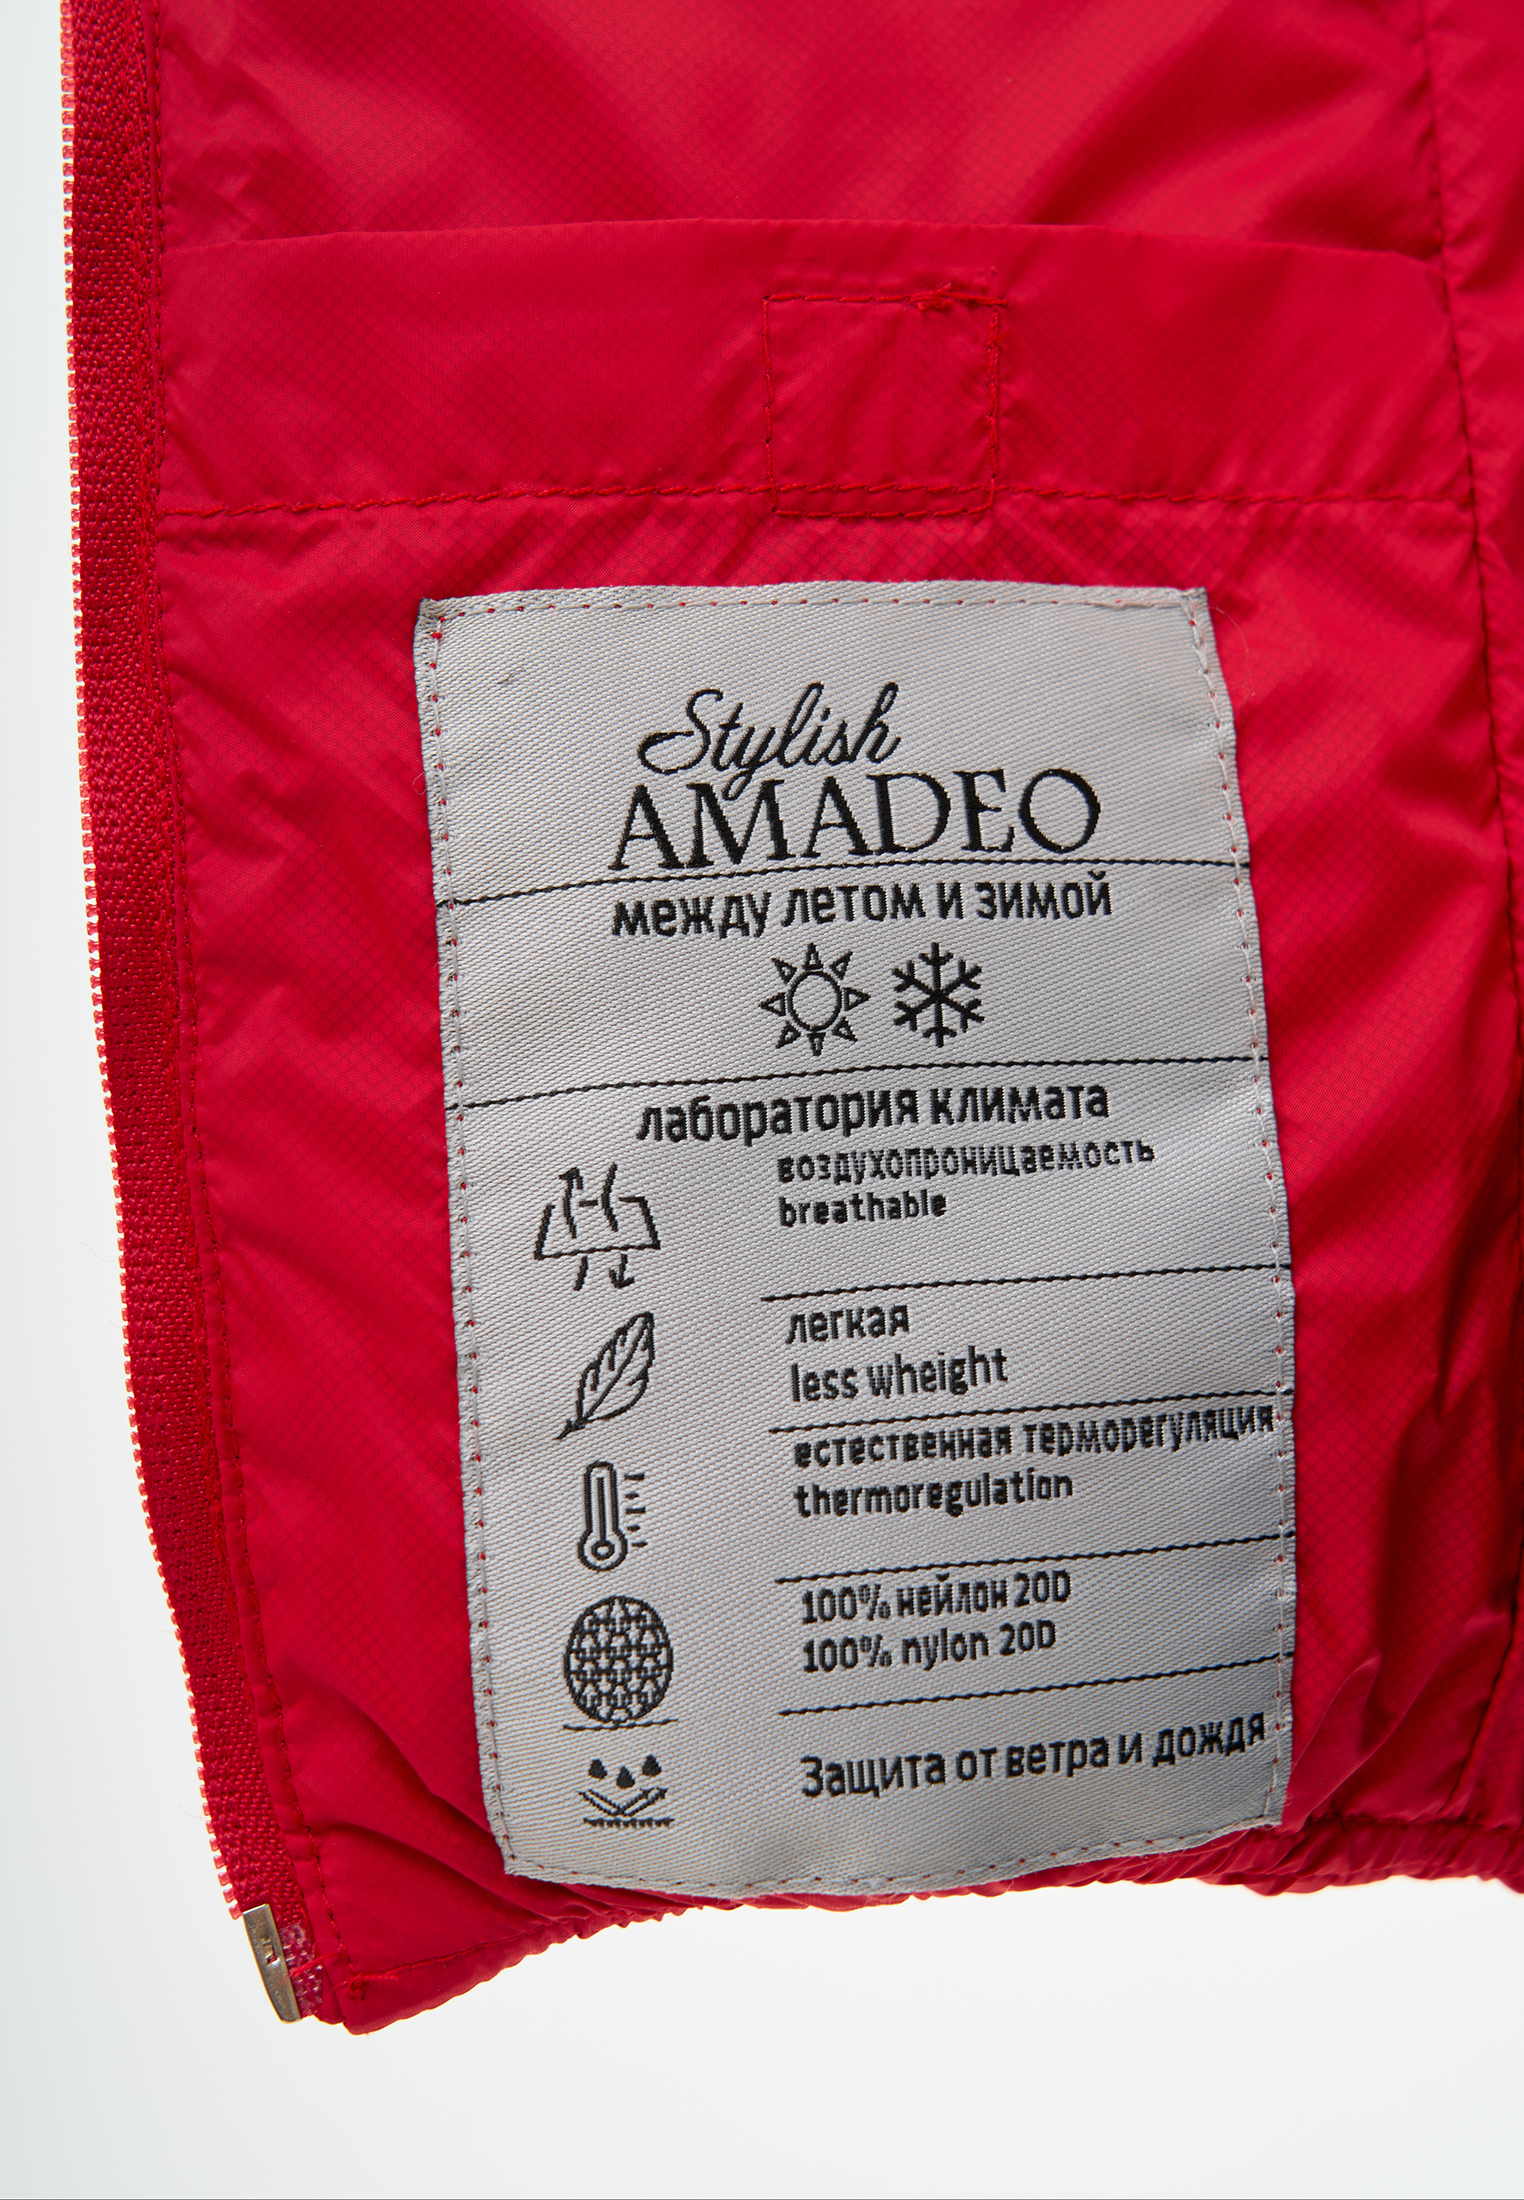 Stylish
AMADEO
между летом и зимой
лаборатория климата
воздухопроницаемость
breathable
легкая
less wheight
естественная терморегуляция
thermoregulation
100% нейлон 20D
100% nylon 20D
Защита от ветра и дождя